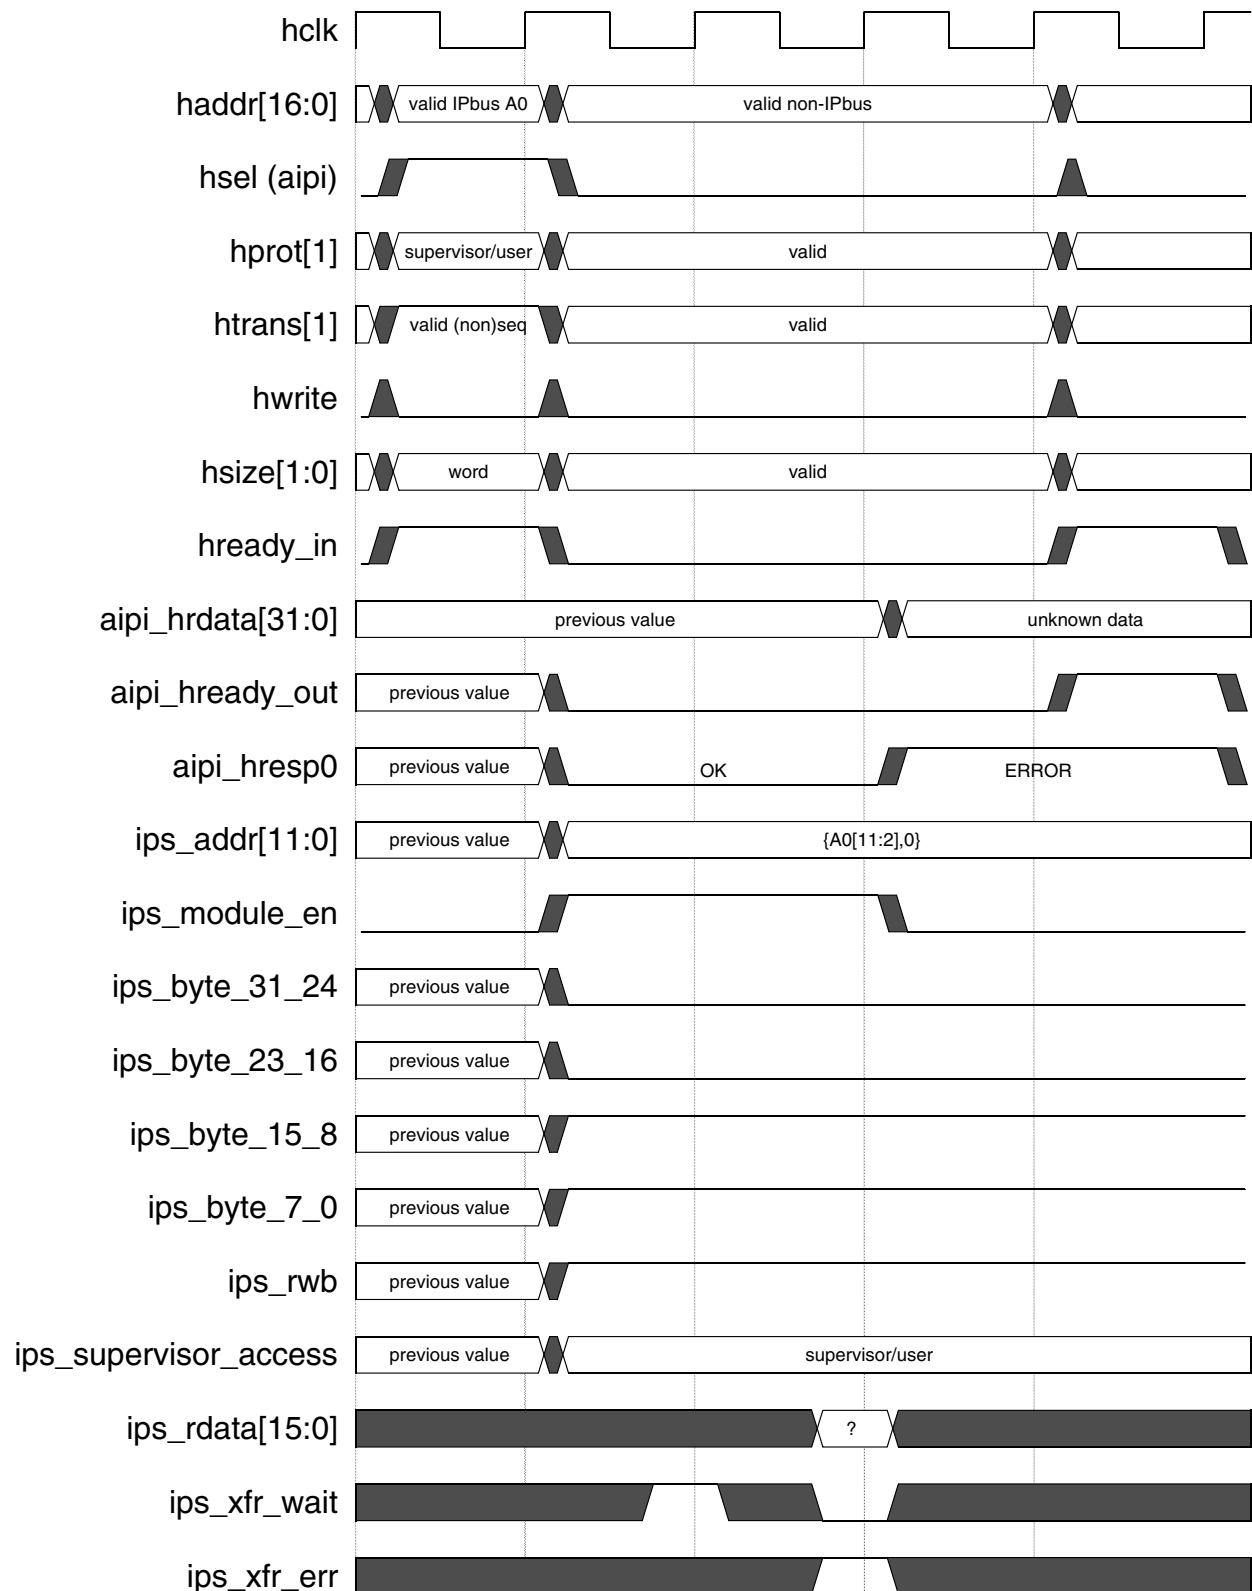 hclk
haddr[16:0] valid IPbus A0 valid non-IPbus
hsel (aipi)
hprot[1] supervisor/user valid
htrans[1] valid (non)seq valid
hwrite
hsize[1:0] word valid
hready_in
aipi_hrdata[31:0] previous value unknown data
aipi_hready_out previous value
aipi_hresp0 previous value OK ERROR
ips_addr[11:0] previous value {A0[11:2],0}
ips_module_en
ips_byte_31_24 previous value
ips_byte_23_16 previous value
ips_byte_15_8 previous value
ips_byte_7_0 previous value
ips_rwb previous value
ips_supervisor_access previous value supervisor/user
ips_rdata[15:0] ?
ips_xfr_wait
ips_xfr_err